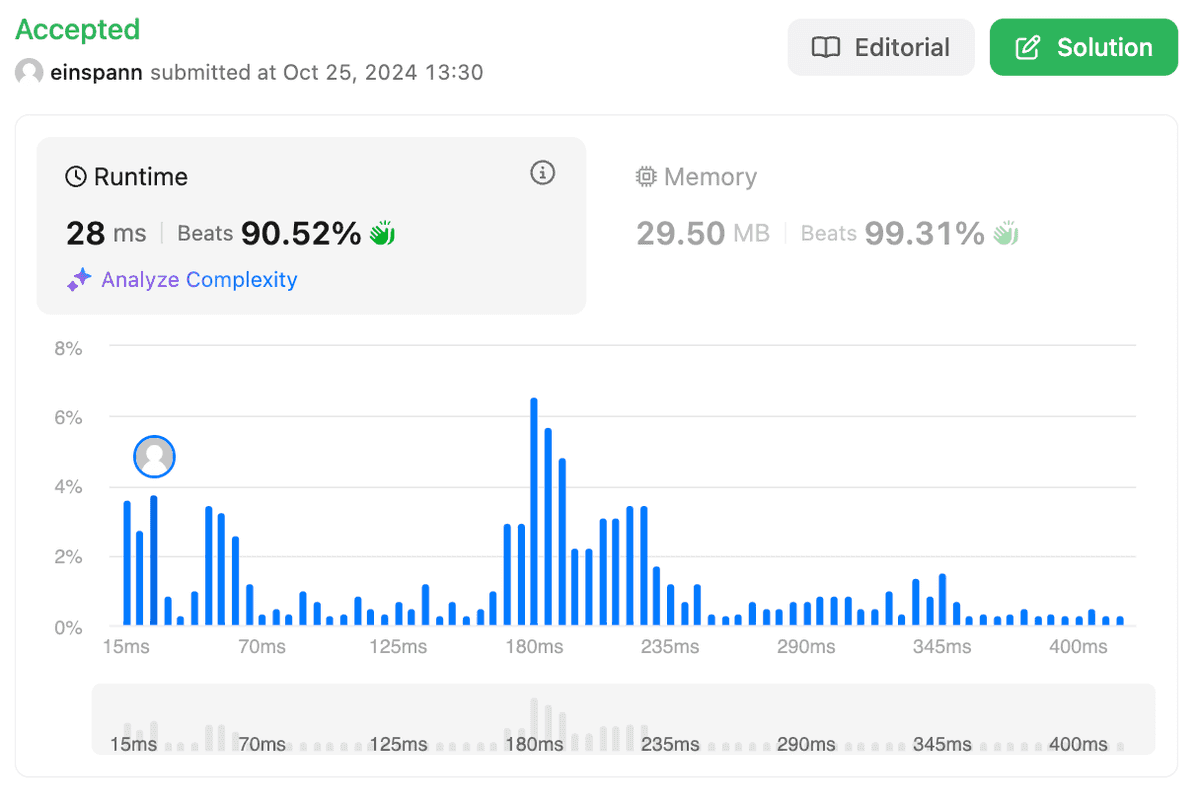 Accepted
einspann submitted at Oct 25, 2024 13:30
Editorial
Solution
Runtime
28 ms | Beats 90.52%
Analyze Complexity
Memory
29.50 MB | Beats 99.31%
8%
6%
4%
2%
0%
15ms 70ms 125ms 180ms 235ms 290ms 345ms 400ms
15ms 70ms 125ms 180ms 235ms 290ms 345ms 400ms